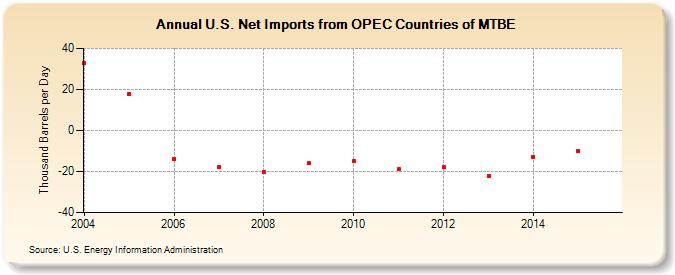 Annual U.S. Net Imports from OPEC Countries of MTBE
Thousand Barrels per Day
40
20
0
-20
-40
2004 2006 2008 2010 2012 2014
Source: U.S. Energy Information Administration